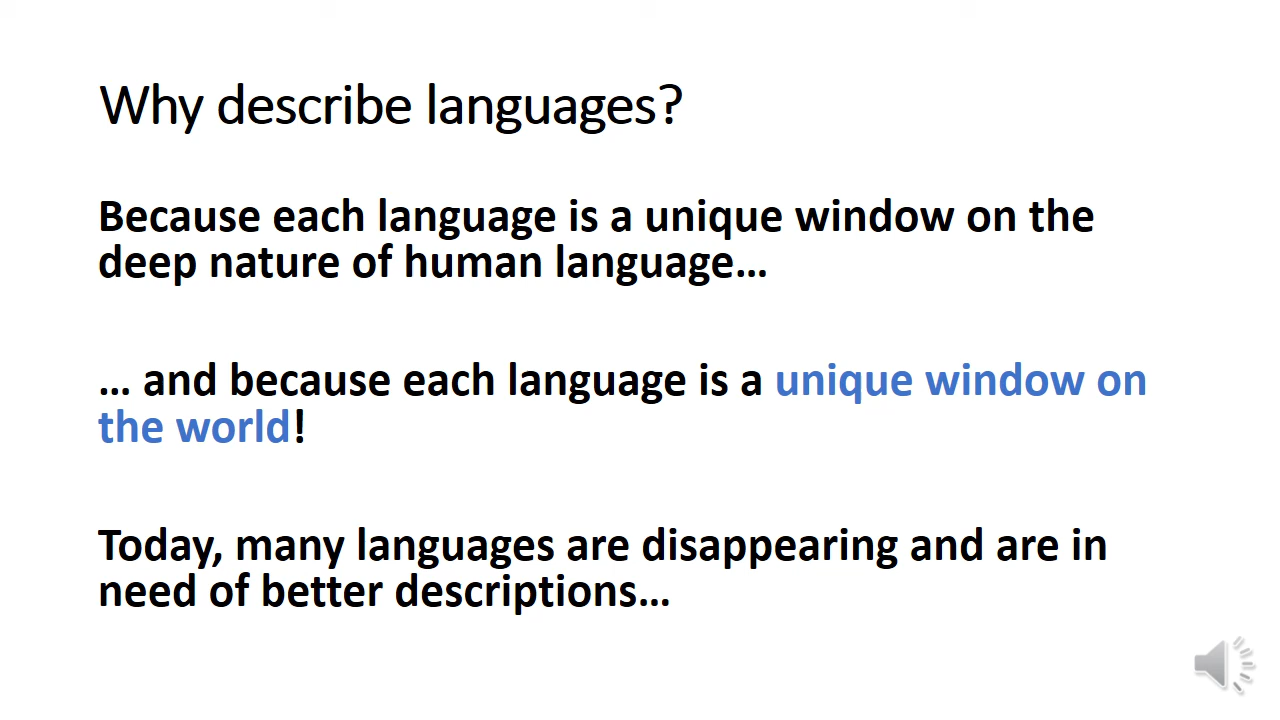 Why describe languages?
Because each language is a unique window on the
deep nature of human language…
… and because each language is a unique window on
the world!
Today, many languages are disappearing and are in
need of better descriptions…